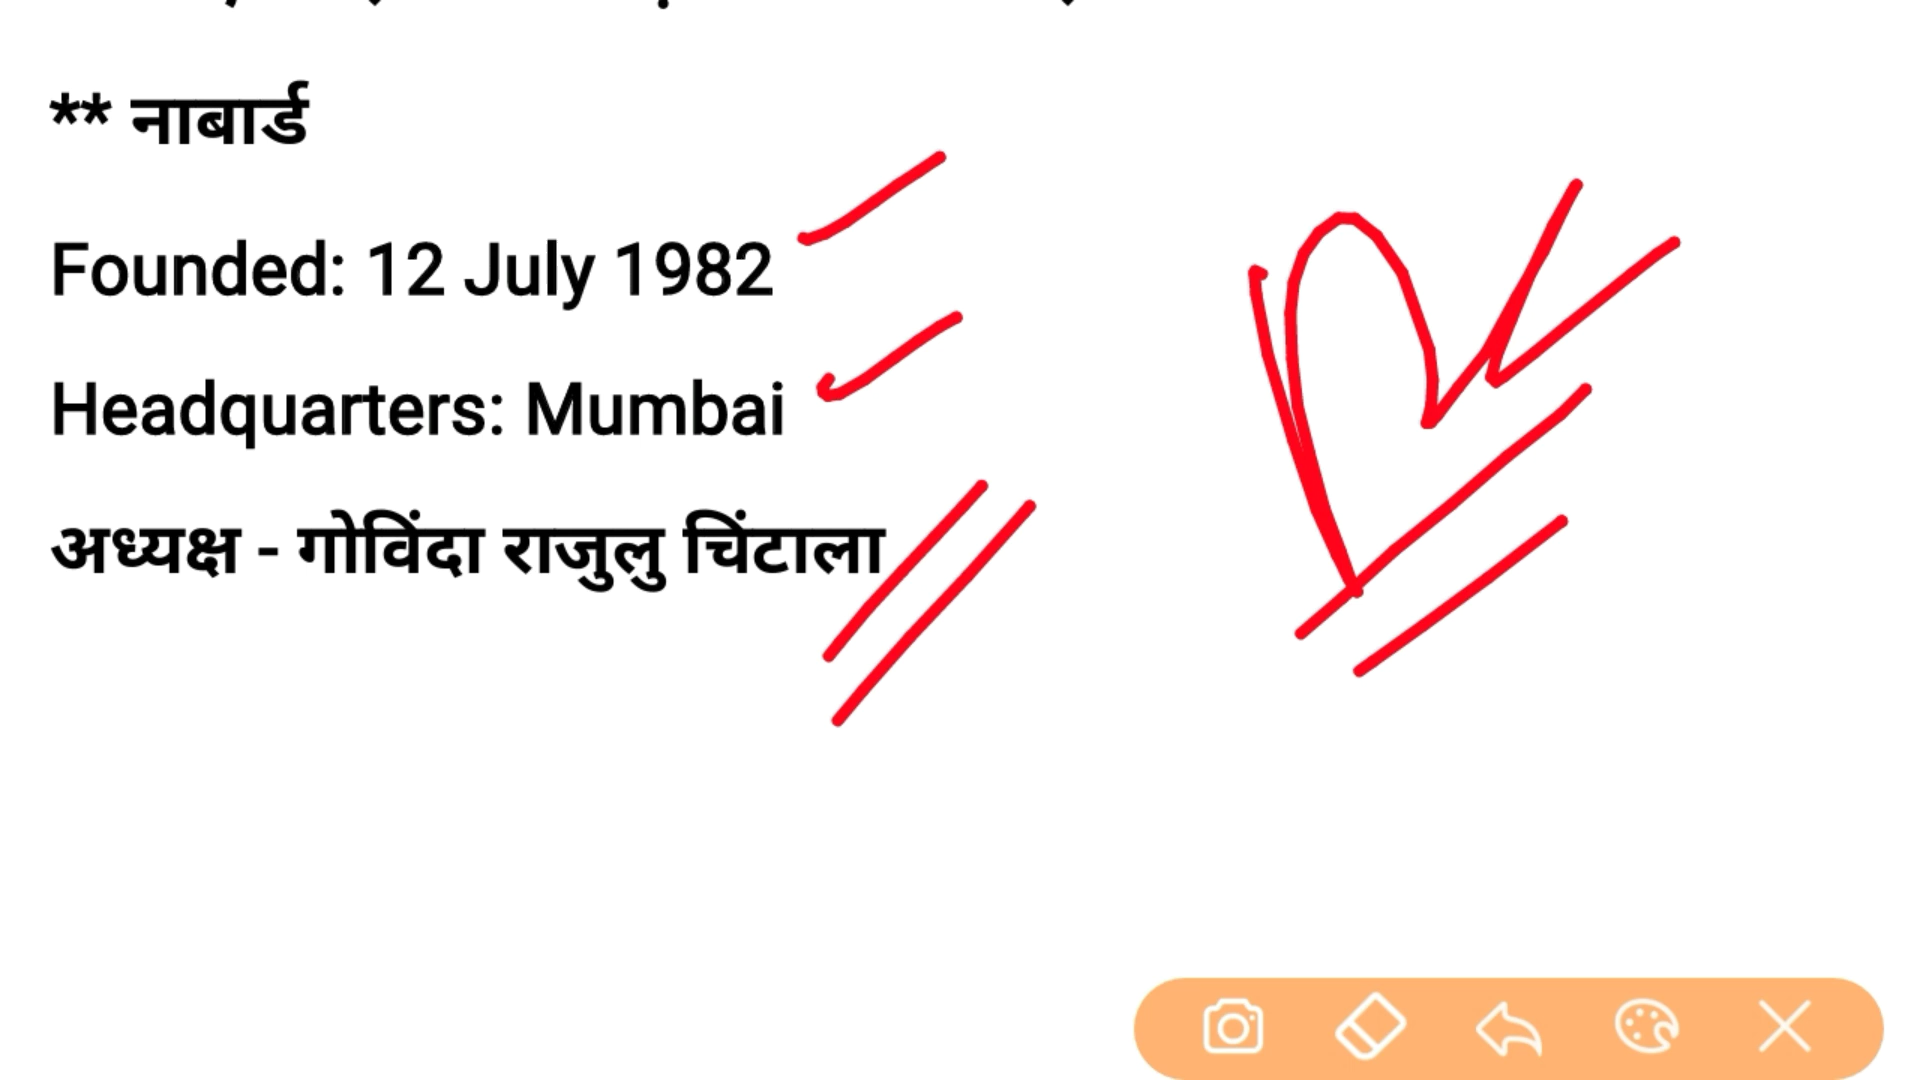 ** नाबार्ड
Founded: 12 July 1982
Headquarters: Mumbai
अध्यक्ष - गोविंदा राजुलु चिंटाला